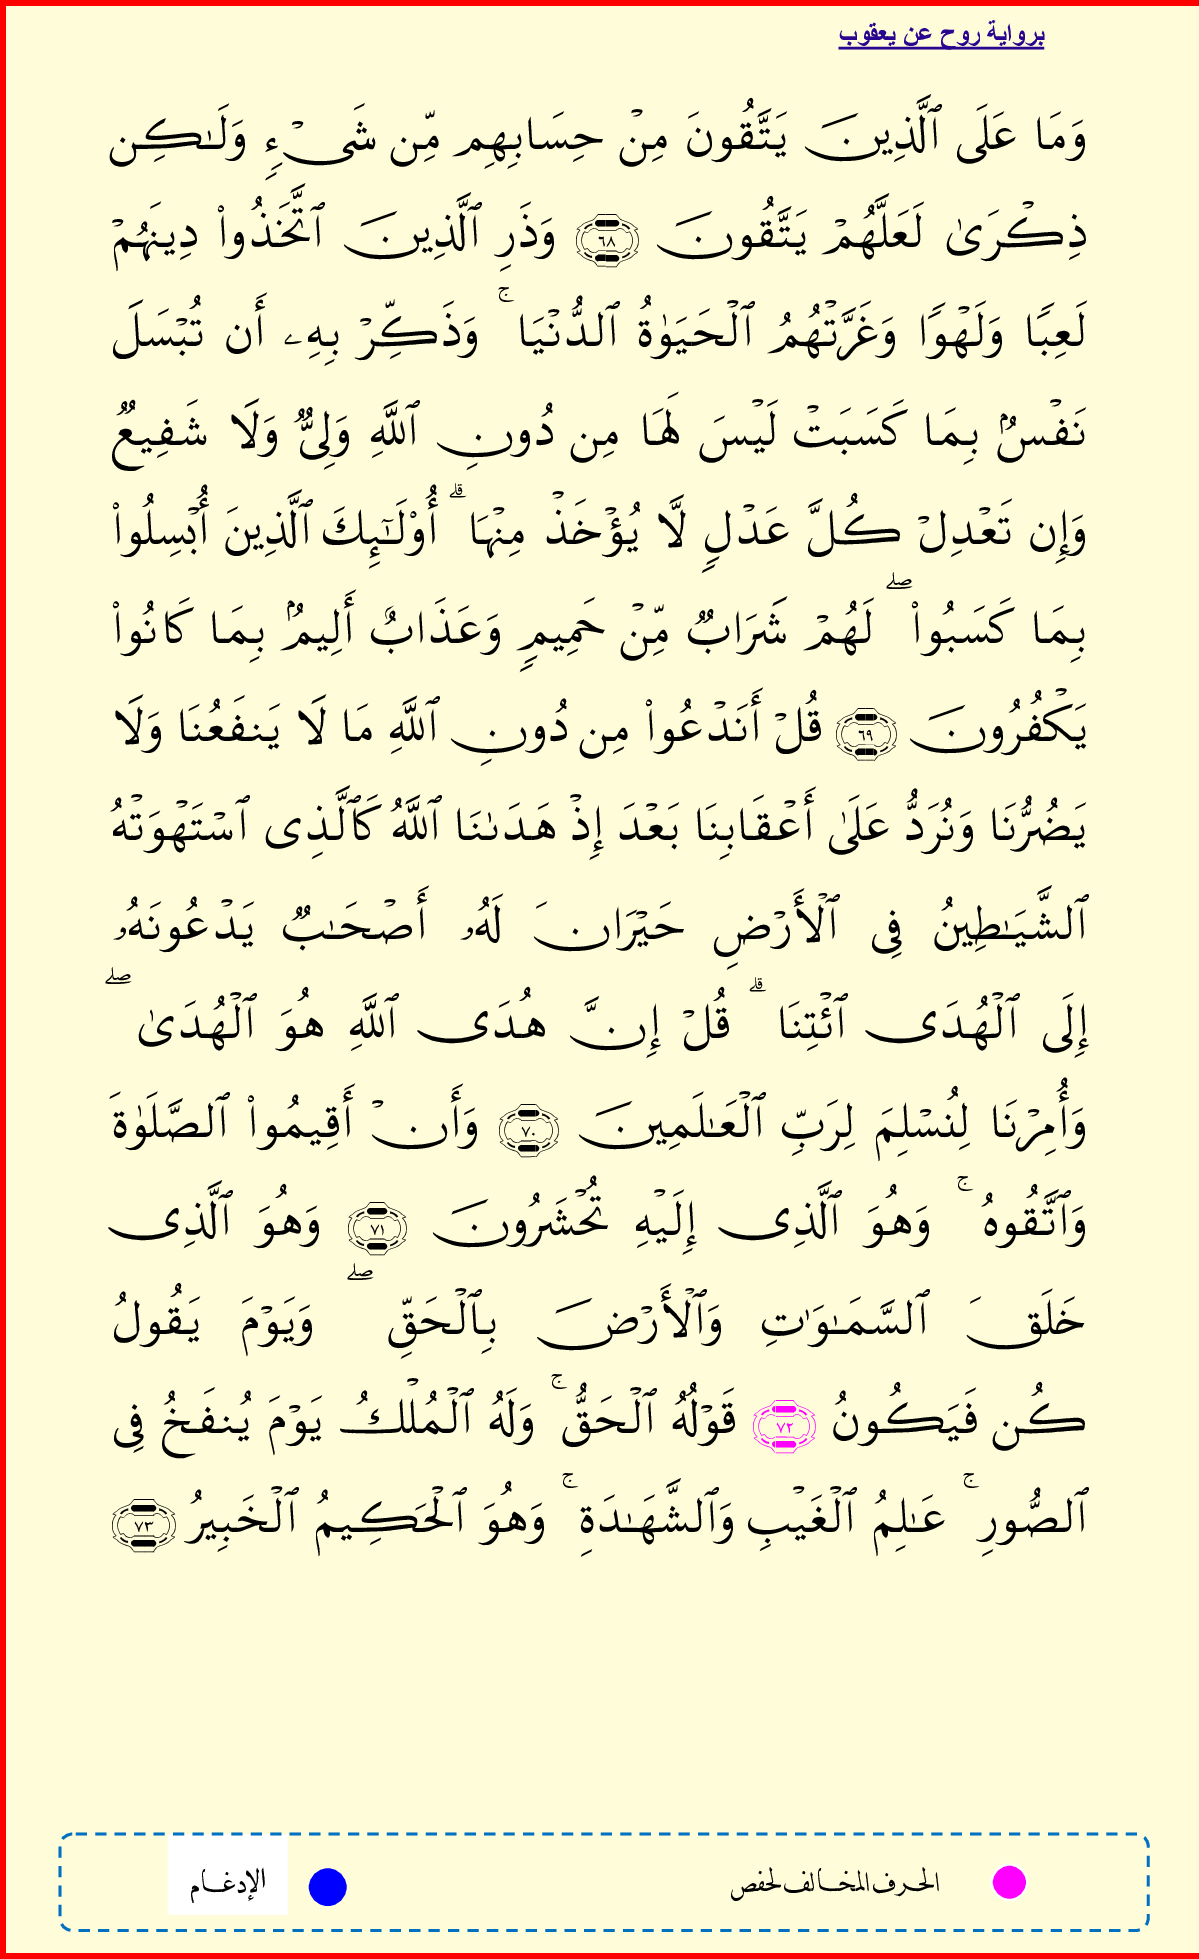 برواية روح عن يعقوب
وَمَا عَلَى ٱلَّذِينَ يَتَّقُونَ مِنۡ حِسَابِهِم مِّن شَيۡءٖ وَلَٰكِن
ذِكۡرَىٰ لَعَلَّهُمۡ يَتَّقُونَ ٦٨ وَذَرِ ٱلَّذِينَ ٱتَّخَذُواْ دِينَهُمۡ
لَعِبٗا وَلَهۡوٗا وَغَرَّتۡهُمُ ٱلۡحَيَوٰةُ ٱلدُّنۡيَا ۚ وَذَكِّرۡ بِهِۦ أَن تُبۡسَلَ
نَفۡسُۢ بِمَا كَسَبَتۡ لَيۡسَ لَهَا مِن دُونِ ٱللَّهِ وَلِيّٞ وَلَا شَفِيعٞ
وَإِن تَعۡدِلۡ كُلَّ عَدۡلٖ لَّا يُؤۡخَذۡ مِنۡهَا ۗ أُوْلَٰٓئِكَ ٱلَّذِينَ أُبۡسِلُواْ
بِمَا كَسَبُواْ ۖ لَهُمۡ شَرَابٞ مِّنۡ حَمِيمٖ وَعَذَابٌ أَلِيمُۢ بِمَا كَانُواْ
يَكۡفُرُونَ ٦٩ قُلۡ أَنَدۡعُواْ مِن دُونِ ٱللَّهِ مَا لَا يَنفَعُنَا وَلَا
يَضُرُّنَا وَنُرَدُّ عَلَىٰ أَعۡقَابِنَا بَعۡدَ إِذۡ هَدَىٰنَا ٱللَّهُ كَٱلَّذِي ٱسۡتَهۡوَتۡهُ
ٱلشَّيَٰطِينُ فِي ٱلۡأَرۡضِ حَيۡرَانَ لَهُۥ أَصۡحَٰبٞ يَدۡعُونَهُۥ
إِلَى ٱلۡهُدَى ٱئۡتِنَا ۗ قُلۡ إِنَّ هُدَى ٱللَّهِ هُوَ ٱلۡهُدَىٰ ۖ
وَأُمِرۡنَا لِنُسۡلِمَ لِرَبِّ ٱلۡعَٰلَمِينَ ٧٠ وَأَنۡ أَقِيمُواْ ٱلصَّلَوٰةَ
وَٱتَّقُوهُ ۚ وَهُوَ ٱلَّذِي إِلَيۡهِ تُحۡشَرُونَ ٧١ وَهُوَ ٱلَّذِي
خَلَقَ ٱلسَّمَٰوَٰتِ وَٱلۡأَرۡضَ بِٱلۡحَقِّ ۖ وَيَوۡمَ يَقُولُ
كُن فَيَكُونُ ٧٢ قَوۡلُهُ ٱلۡحَقُّ ۚ وَلَهُ ٱلۡمُلۡكُ يَوۡمَ يُنفَخُ فِي
ٱلصُّورِ ۚ عَٰلِمُ ٱلۡغَيۡبِ وَٱلشَّهَٰدَةِ ۚ وَهُوَ ٱلۡحَكِيمُ ٱلۡخَبِيرُ ٧٣
الحرف المخالف لحفص
الإدغام